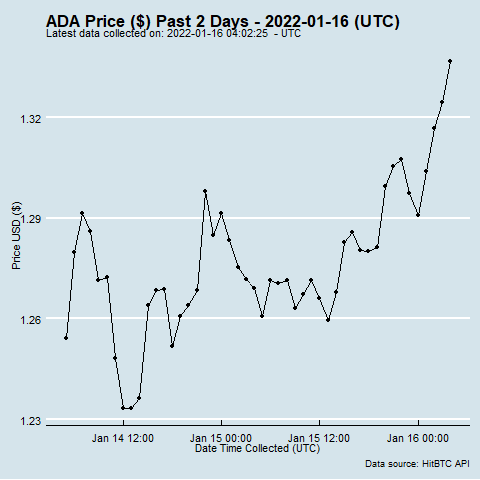 ADA Price ($) Past 2 Days - 2022-01-16 (UTC)
Latest data collected on: 2022-01-16 04:02:25 - UTC
1.32
1.29
1.26
1.23
Price USD ($)
Jan 14 12:00
Jan 15 00:00
Jan 15 12:00
Jan 16 00:00
Date Time Collected (UTC)
Data source: HitBTC API